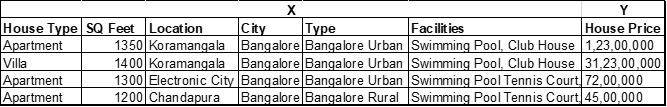 X Y
House Type SQ Feet Location City Type Facilities House Price
Apartment 1350 Koramangala Bangalore Bangalore Urban Swimming Pool, Club House 1,23,00,000
Villa 1400 Koramangala Bangalore Bangalore Urban Swimming Pool, Club House 31,23,00,000
Apartment 1300 Electronic City Bangalore Bangalore Urban Swimming Pool Tennis Court, 72,00,000
Apartment 1200 Chandapura Bangalore Bangalore Rural Swimming Pool Tennis Court, 45,00,000